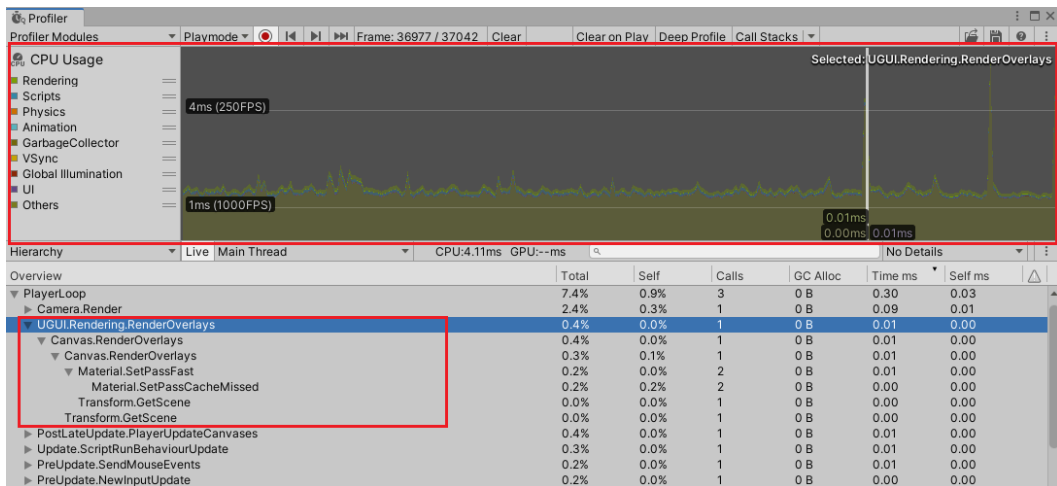 Profiler
Profiler Modules Playmode Frame: 36977 / 37042 Clear Clear on Play Deep Profile Call Stacks
CPU Usage
Selected: UGUI.Rendering.RenderOverlays
Rendering
Scripts
Physics
4ms (250FPS)
Animation
GarbageCollector
VSync
Global Illumination
UI
Others
1ms (1000FPS)
0.01ms
0.00ms 0.01ms
Hierarchy Live Main Thread CPU:4.11ms GPU:--ms No Details
Overview Total Self Calls GC Alloc Time ms Self ms
PlayerLoop 7.4% 0.9% 3 0 B 0.30 0.03
Camera.Render 2.4% 0.3% 1 0 B 0.09 0.01
UGUI.Rendering.RenderOverlays 0.4% 0.0% 1 0 B 0.01 0.00
Canvas.RenderOverlays 0.4% 0.0% 1 0 B 0.01 0.00
Canvas.RenderOverlays 0.3% 0.1% 1 0 B 0.01 0.00
Material.SetPassFast 0.2% 0.0% 2 0 B 0.01 0.00
Material.SetPassCacheMissed 0.2% 0.2% 2 0 B 0.00 0.00
Transform.GetScene 0.0% 0.0% 1 0 B 0.00 0.00
Transform.GetScene 0.0% 0.0% 1 0 B 0.00 0.00
PostLateUpdate.PlayerUpdateCanvases 0.4% 0.0% 1 0 B 0.01 0.00
Update.ScriptRunBehaviourUpdate 0.3% 0.0% 1 0 B 0.01 0.00
PreUpdate.SendMouseEvents 0.2% 0.0% 1 0 B 0.01 0.00
PreUpdate.NewInputUpdate 0.2% 0.0% 1 0 B 0.00 0.00